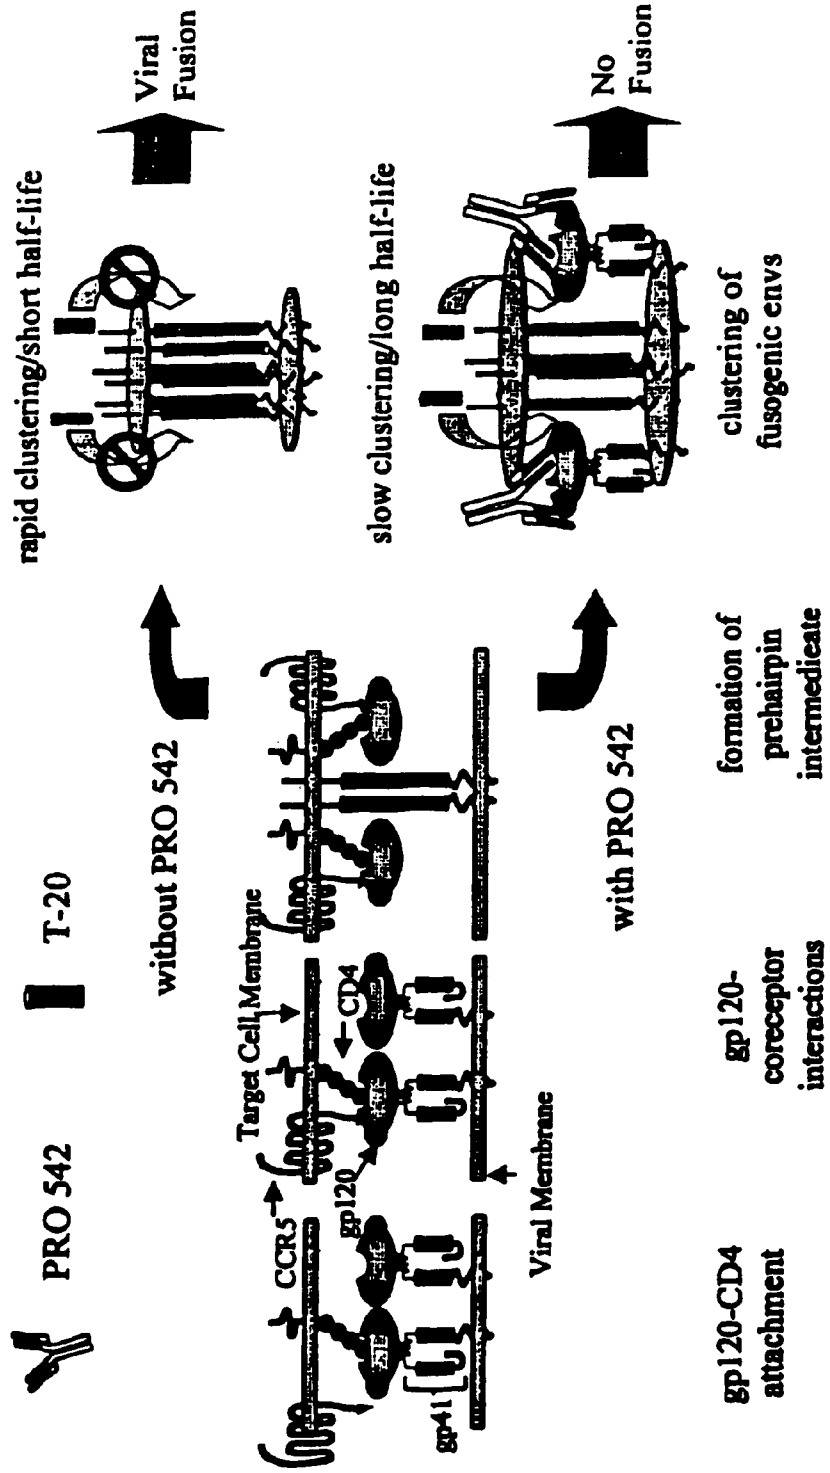 PRO 542
T-20
without PRO 542
rapid clustering/short half-life
Viral
Fusion
CCR5
Target Cell Membrane
gp120
CD4
gp41
Viral Membrane
with PRO 542
slow clustering/long half-life
No
Fusion
gp120-CD4
attachment
gp120-
coreceptor
interactions
formation of
prehairpin
intermedieate
clustering of
fusogenic envs